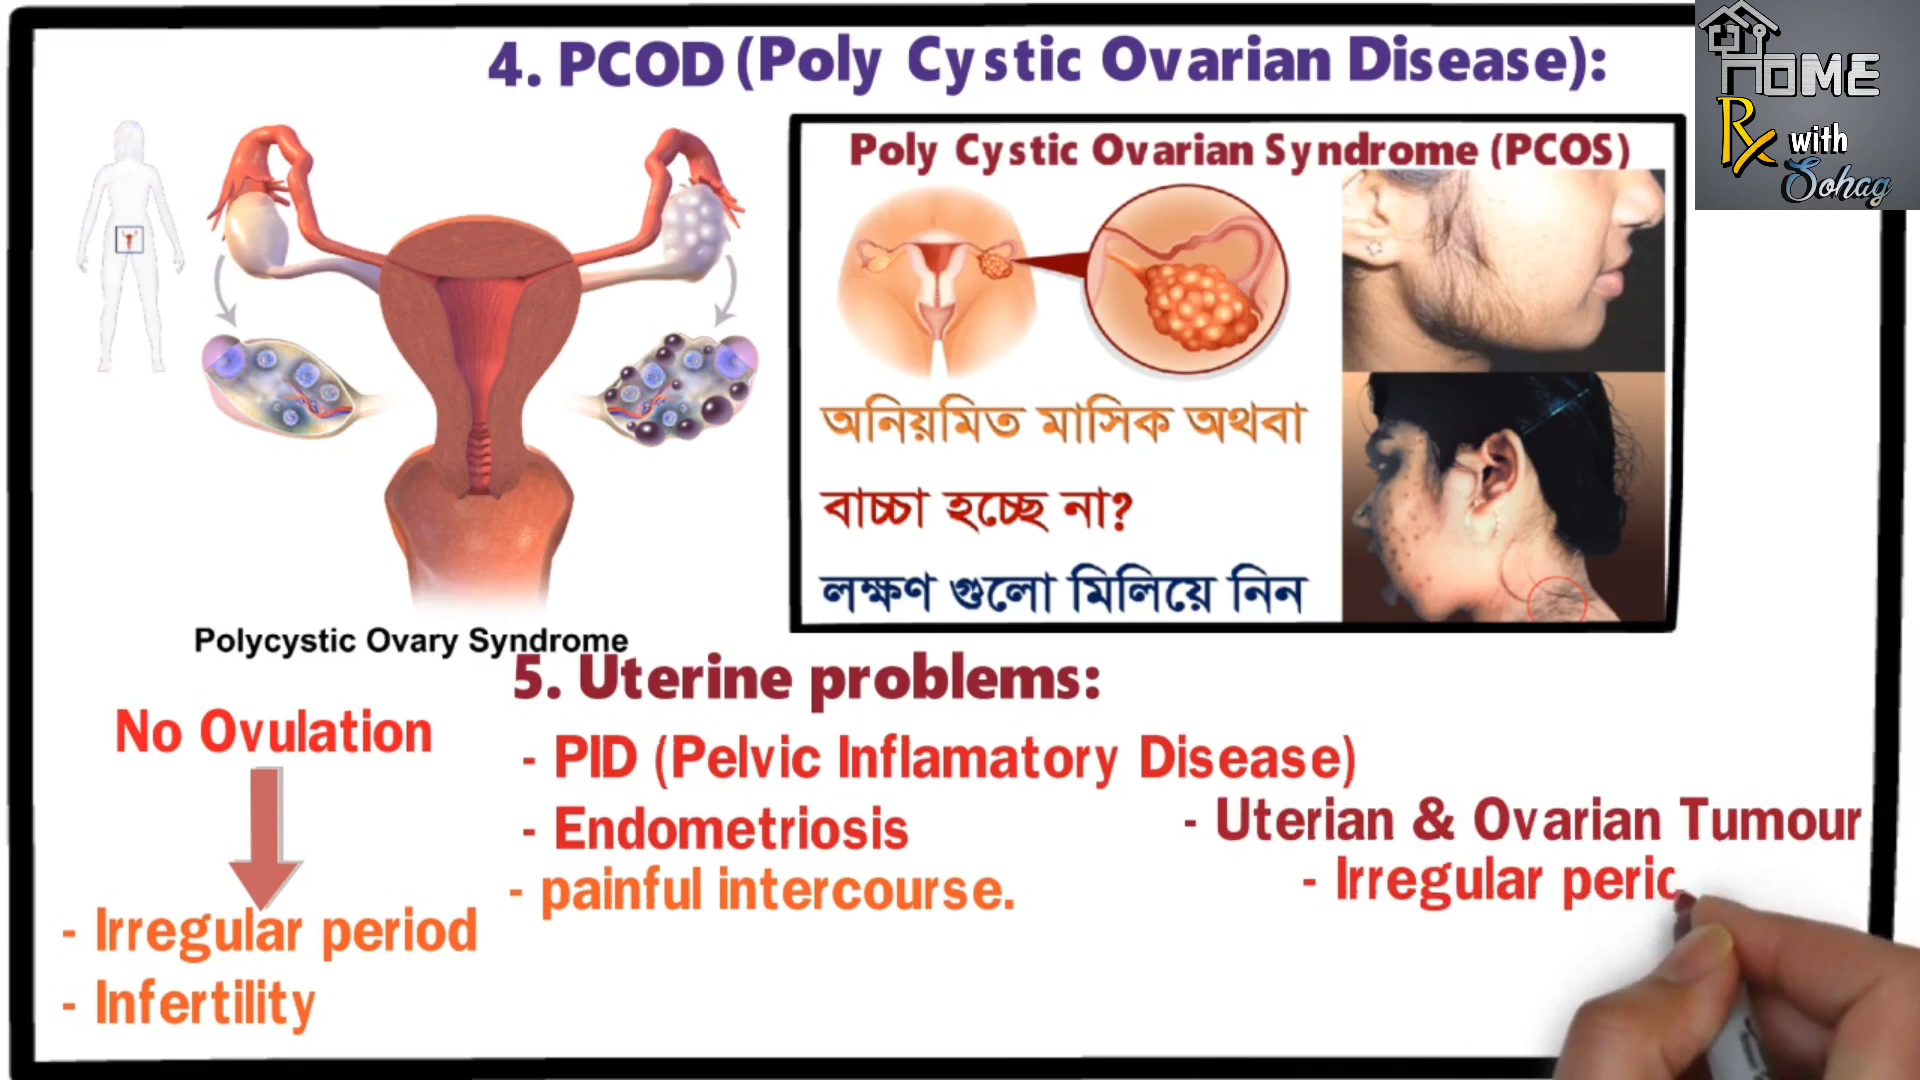 4. PCOD (Poly Cystic Ovarian Disease):
HOME
Rx with
Sohag
Poly Cystic Ovarian Syndrome (PCOS)
অনিয়মিত মাসিক অথবা
বাচ্চা হচ্ছে না?
লক্ষণ গুলো মিলিয়ে নিন
Polycystic Ovary Syndrome
No Ovulation
- Irregular period
- Infertility
5. Uterine problems:
- PID (Pelvic Inflamatory Disease)
- Endometriosis
- painful intercourse.
- Uterian & Ovarian Tumour
- Irregular peric